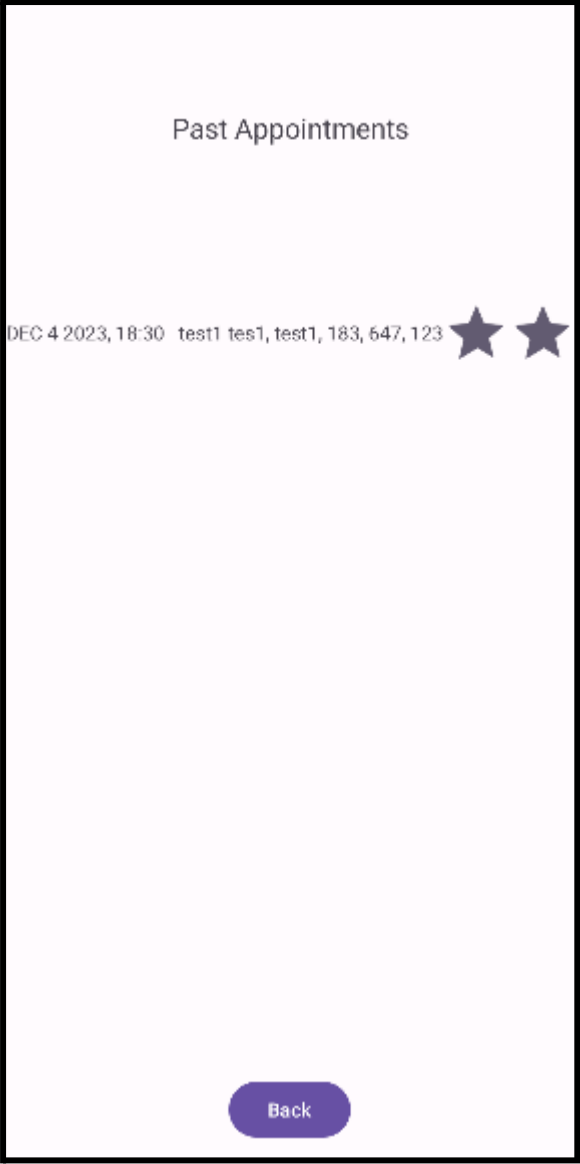 Past Appointments
DEC 4 2023, 18:30 test1 tes1, test1, 183, 647, 123
Back